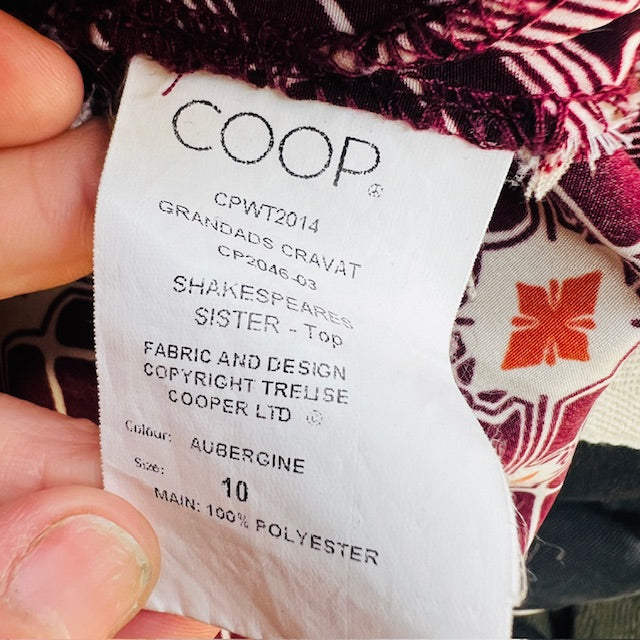 COOP ®
CPWT2014
GRANDADS CRAVAT
CP2046-03
SHAKESPEARES
SISTER - Top
FABRIC AND DESIGN
COPYRIGHT TRELISE
COOPER LTD ®
Colour: AUBERGINE
Size: 10
MAIN: 100% POLYESTER